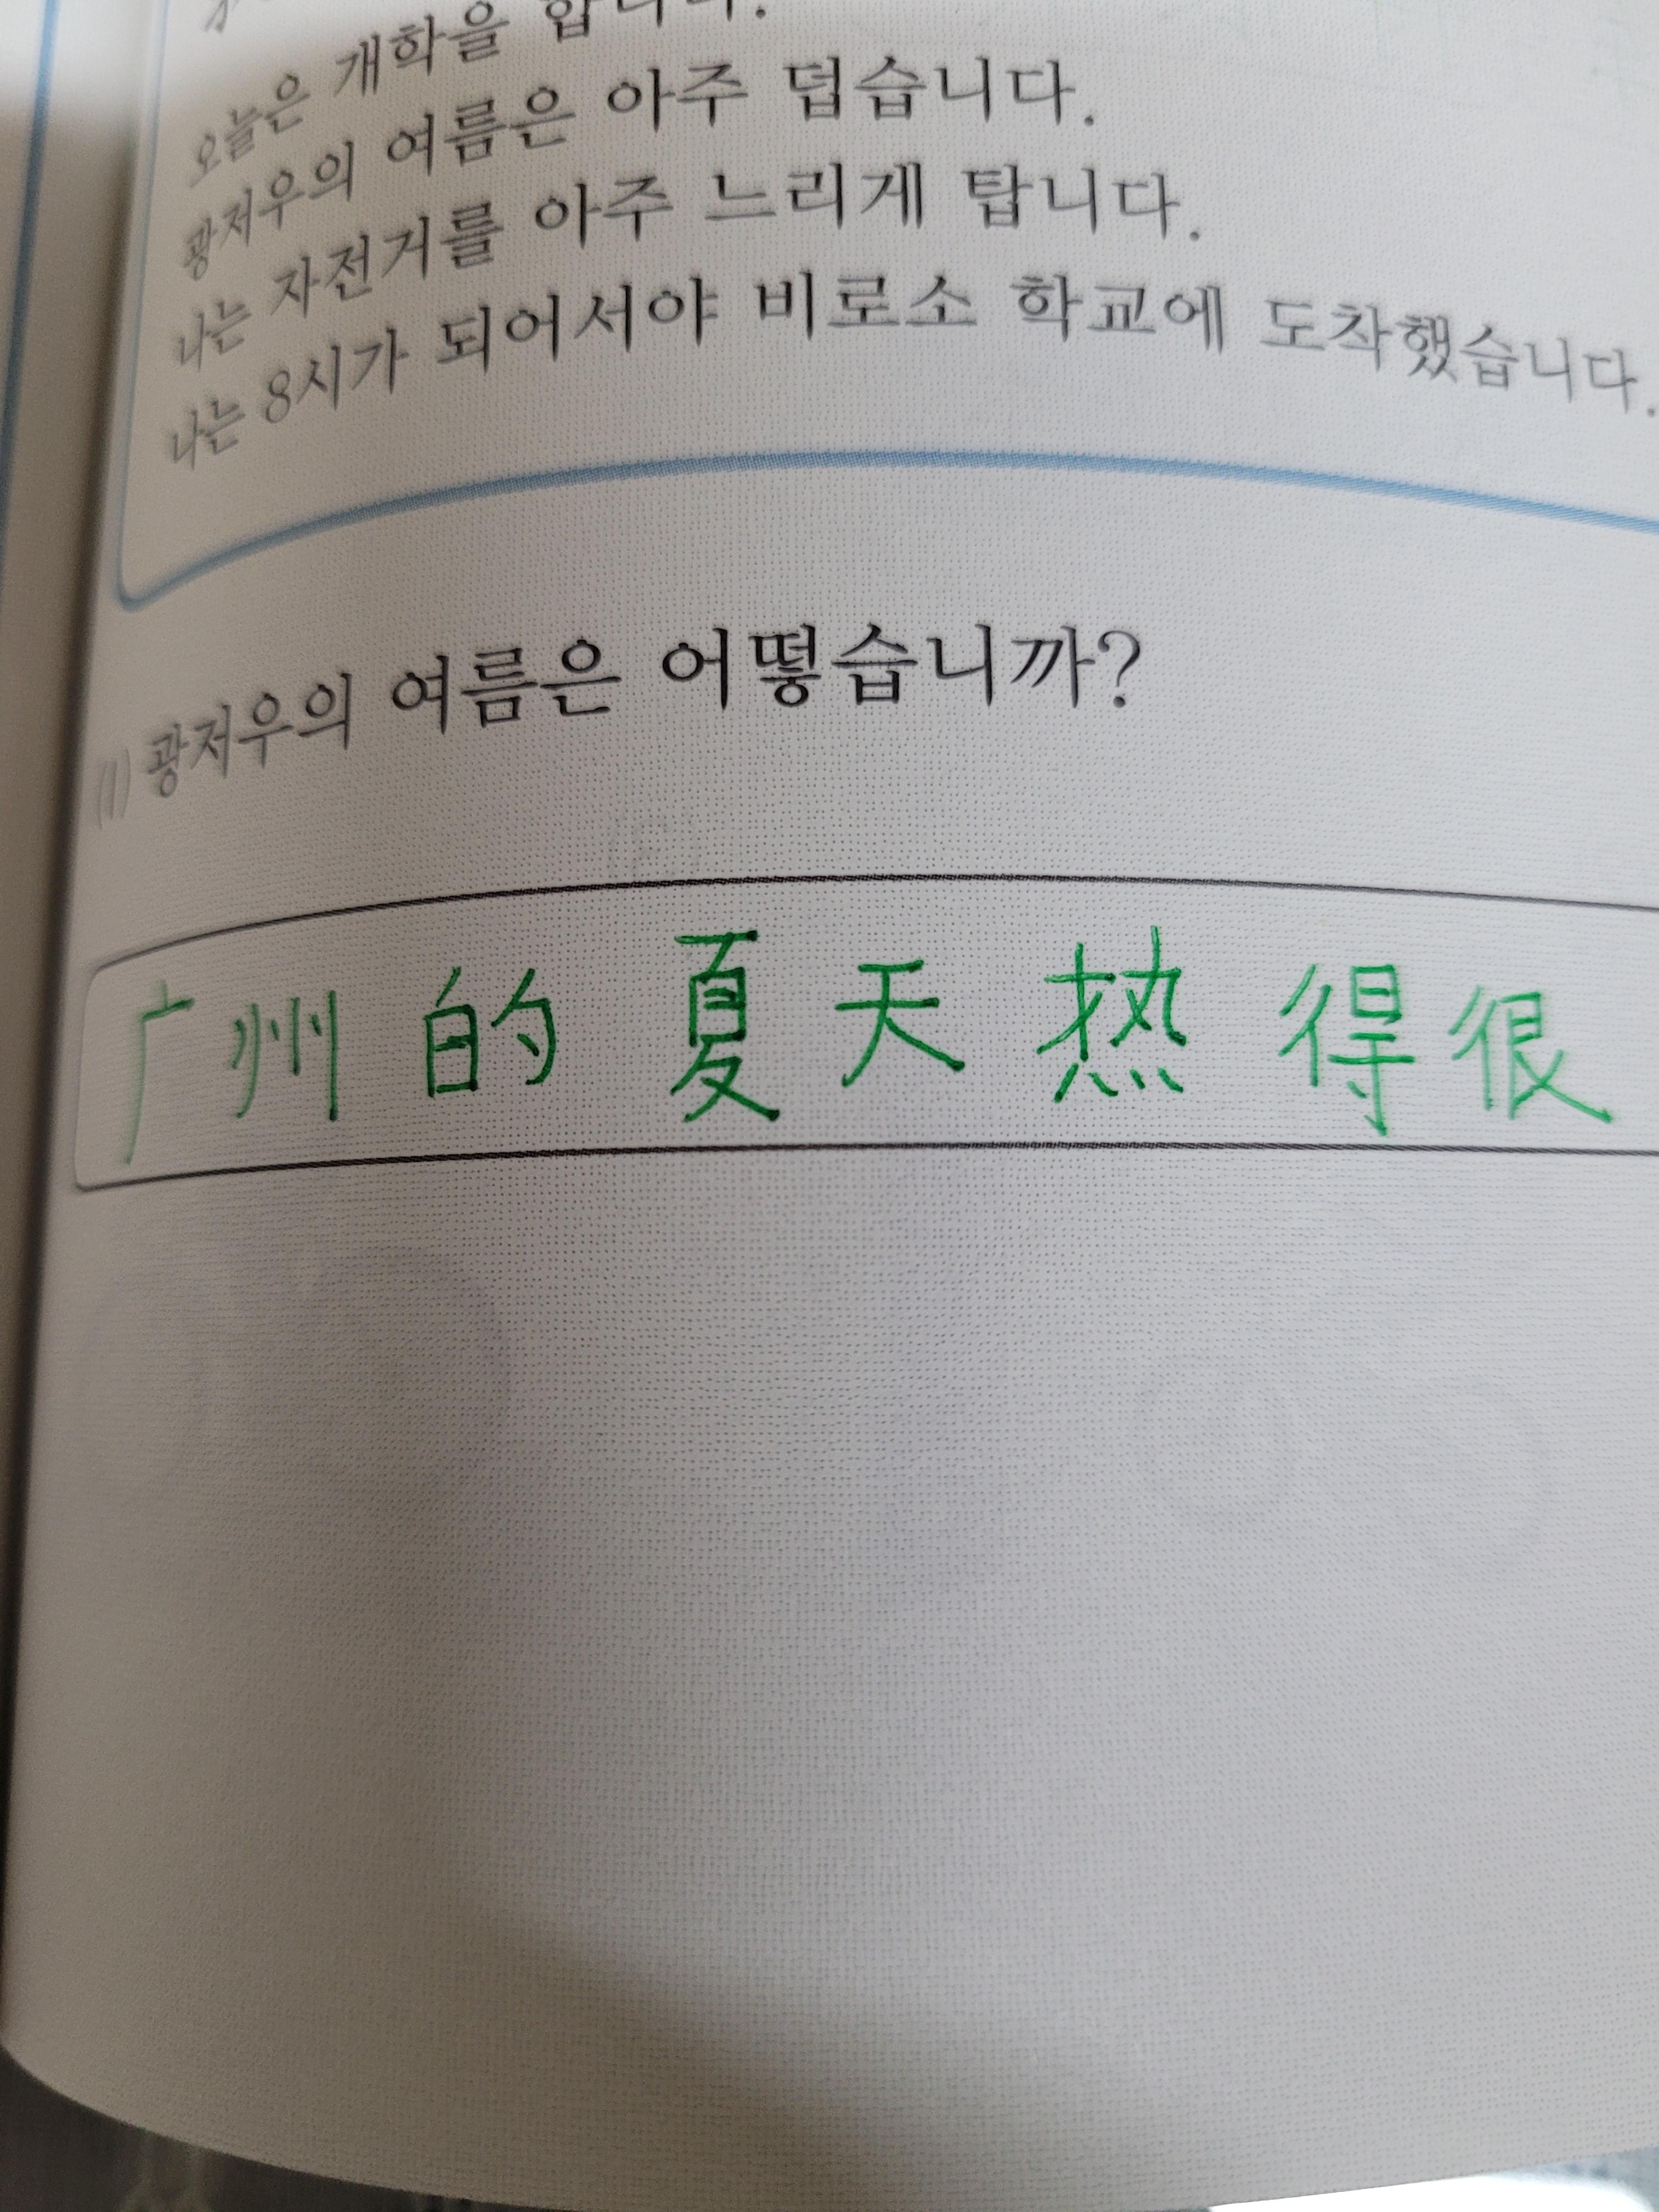 오늘은 개학을 합니다.
광저우의 여름은 아주 덥습니다.
나는 자전거를 아주 느리게 탑니다.
나는 8시가 되어서야 비로소 학교에 도착했습니다.
(1) 광저우의 여름은 어떻습니까?
广州 的 夏天 热 得很